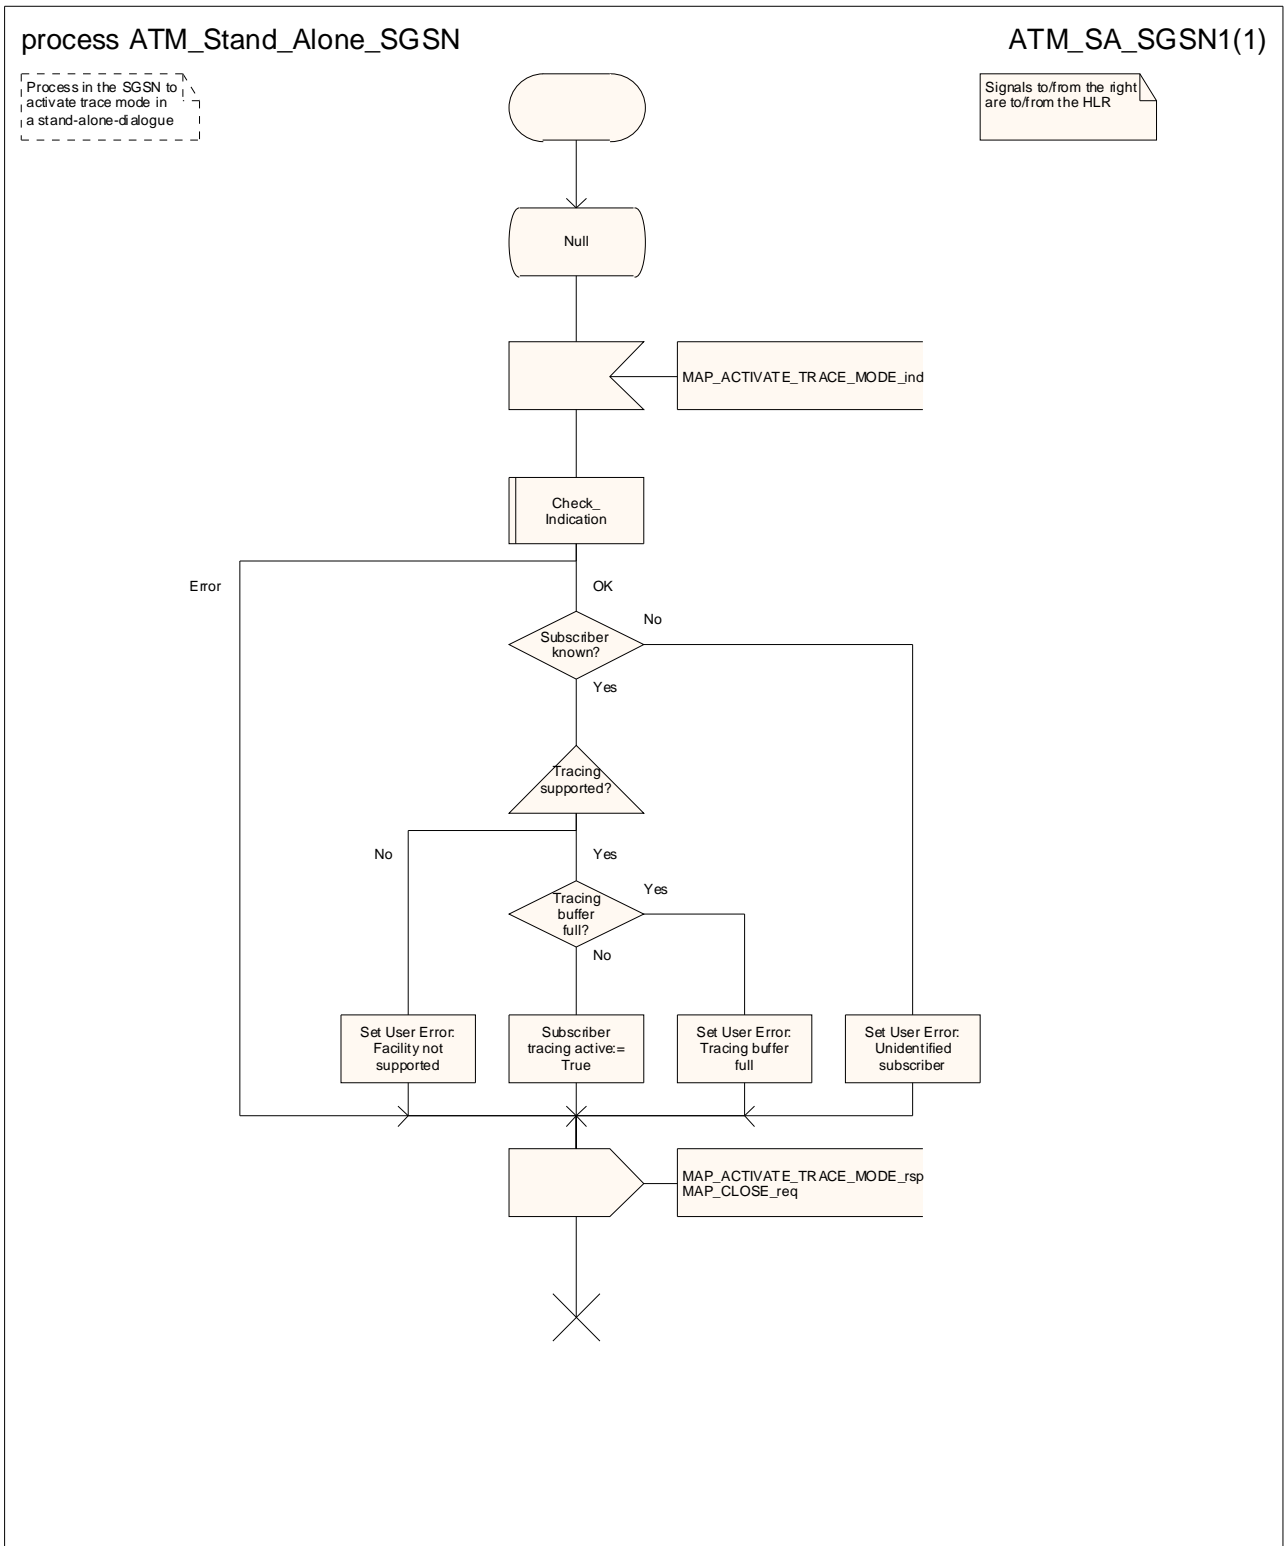 process ATM_Stand_Alone_SGSN
ATM_SA_SGSN1(1)
Process in the SGSN to
activate trace mode in
a stand-alone-dialogue
Signals to/from the right
are to/from the HLR
Null
MAP_ACTIVATE_TRACE_MODE_ind
Check_
Indication
Error
OK
No
Subscriber
known?
Yes
Tracing
supported?
No
Yes
Yes
Tracing
buffer
full?
No
Set User Error:
Facility not
supported
Subscriber
tracing active:=
True
Set User Error:
Tracing buffer
full
Set User Error:
Unidentified
subscriber
MAP_ACTIVATE_TRACE_MODE_rsp
MAP_CLOSE_req